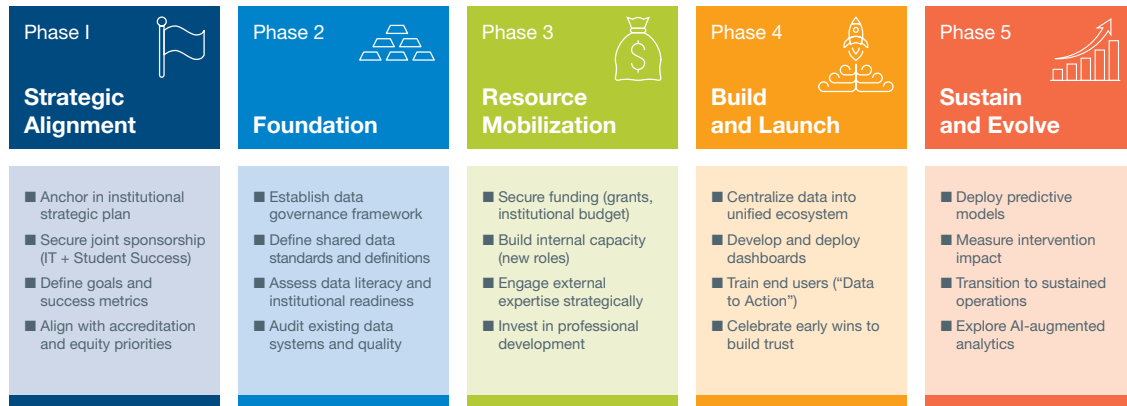 Phase I
Strategic
Alignment
■ Anchor in institutional
strategic plan
■ Secure joint sponsorship
(IT + Student Success)
■ Define goals and
success metrics
■ Align with accreditation
and equity priorities
Phase 2
Foundation
■ Establish data
governance framework
■ Define shared data
standards and definitions
■ Assess data literacy and
institutional readiness
■ Audit existing data
systems and quality
Phase 3
$
Resource
Mobilization
■ Secure funding (grants,
institutional budget)
■ Build internal capacity
(new roles)
■ Engage external
expertise strategically
■ Invest in professional
development
Phase 4
Build
and Launch
■ Centralize data into
unified ecosystem
■ Develop and deploy
dashboards
■ Train end users (“Data
to Action”)
■ Celebrate early wins to
build trust
Phase 5
Sustain
and Evolve
■ Deploy predictive
models
■ Measure intervention
impact
■ Transition to sustained
operations
■ Explore AI-augmented
analytics